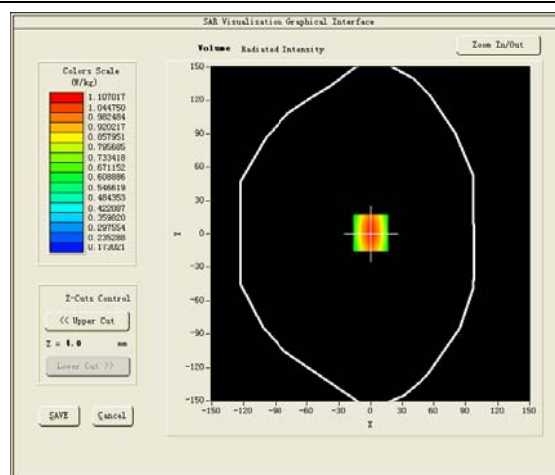 SAR Visualisation Graphical Interface
Volume Radiated Intensity
Zoom In/Out
Colors Scale
(W/kg)
1.107017
1.044750
0.982484
0.920217
0.857951
0.795685
0.733418
0.671152
0.608886
0.546619
0.484353
0.422087
0.359820
0.297554
0.235288
0.173021
Z-Cuts Control
<< Upper Cut
Z = 4.0 mm
Lower Cut >>
SAVE
Cancel
150
120
90
60
30
0
-30
-60
-90
-120
-150
Y
-150 -120 -90 -60 -30 0 30 60 90 120 150
X